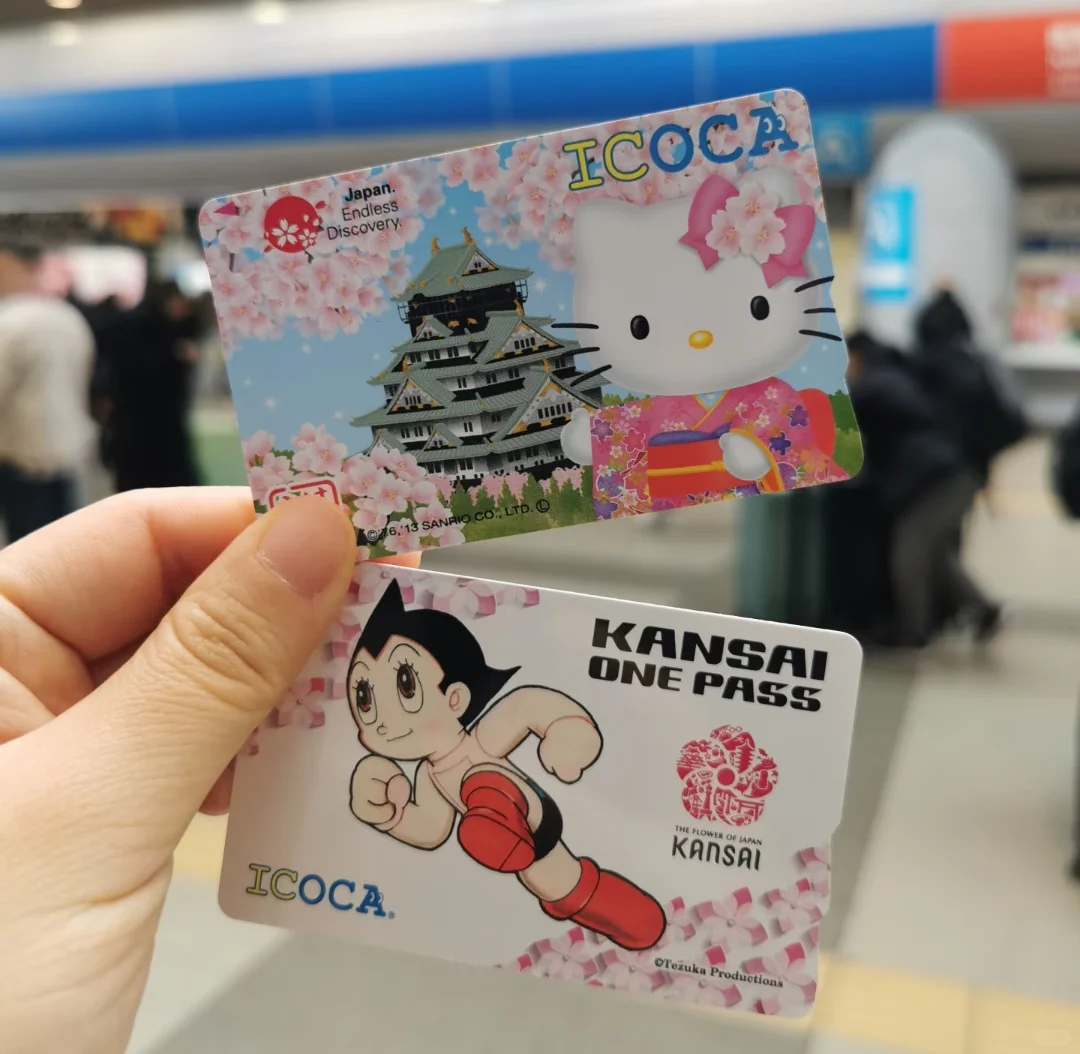 ICOCA
Japan.
Endless
Discovery.
©'76,'13 SANRIO CO., LTD. Ⓛ
KANSAI
ONE PASS
THE FLOWER OF JAPAN
KANSAI
ICOCA®
©Tezuka Productions